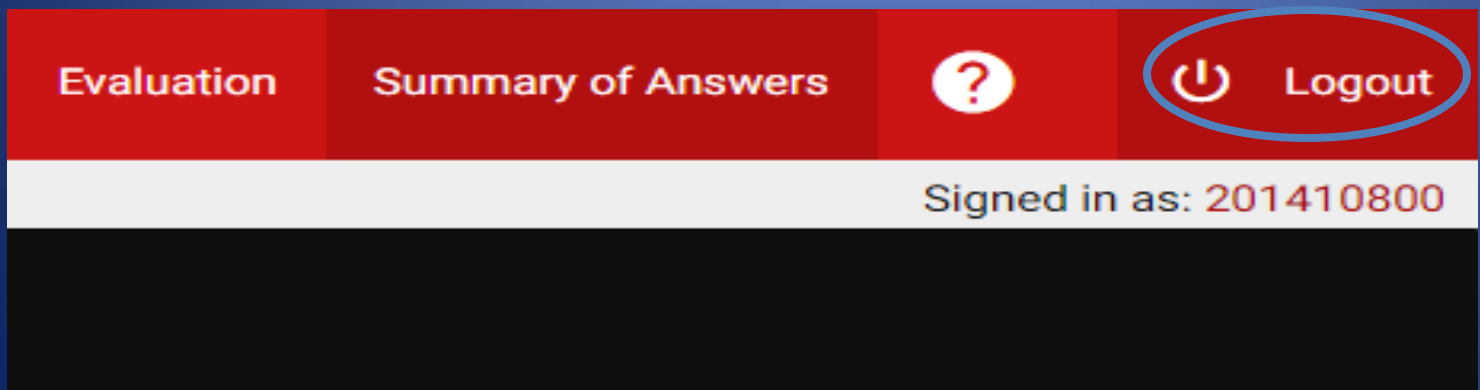 Evaluation Summary of Answers ? Logout
Signed in as: 201410800